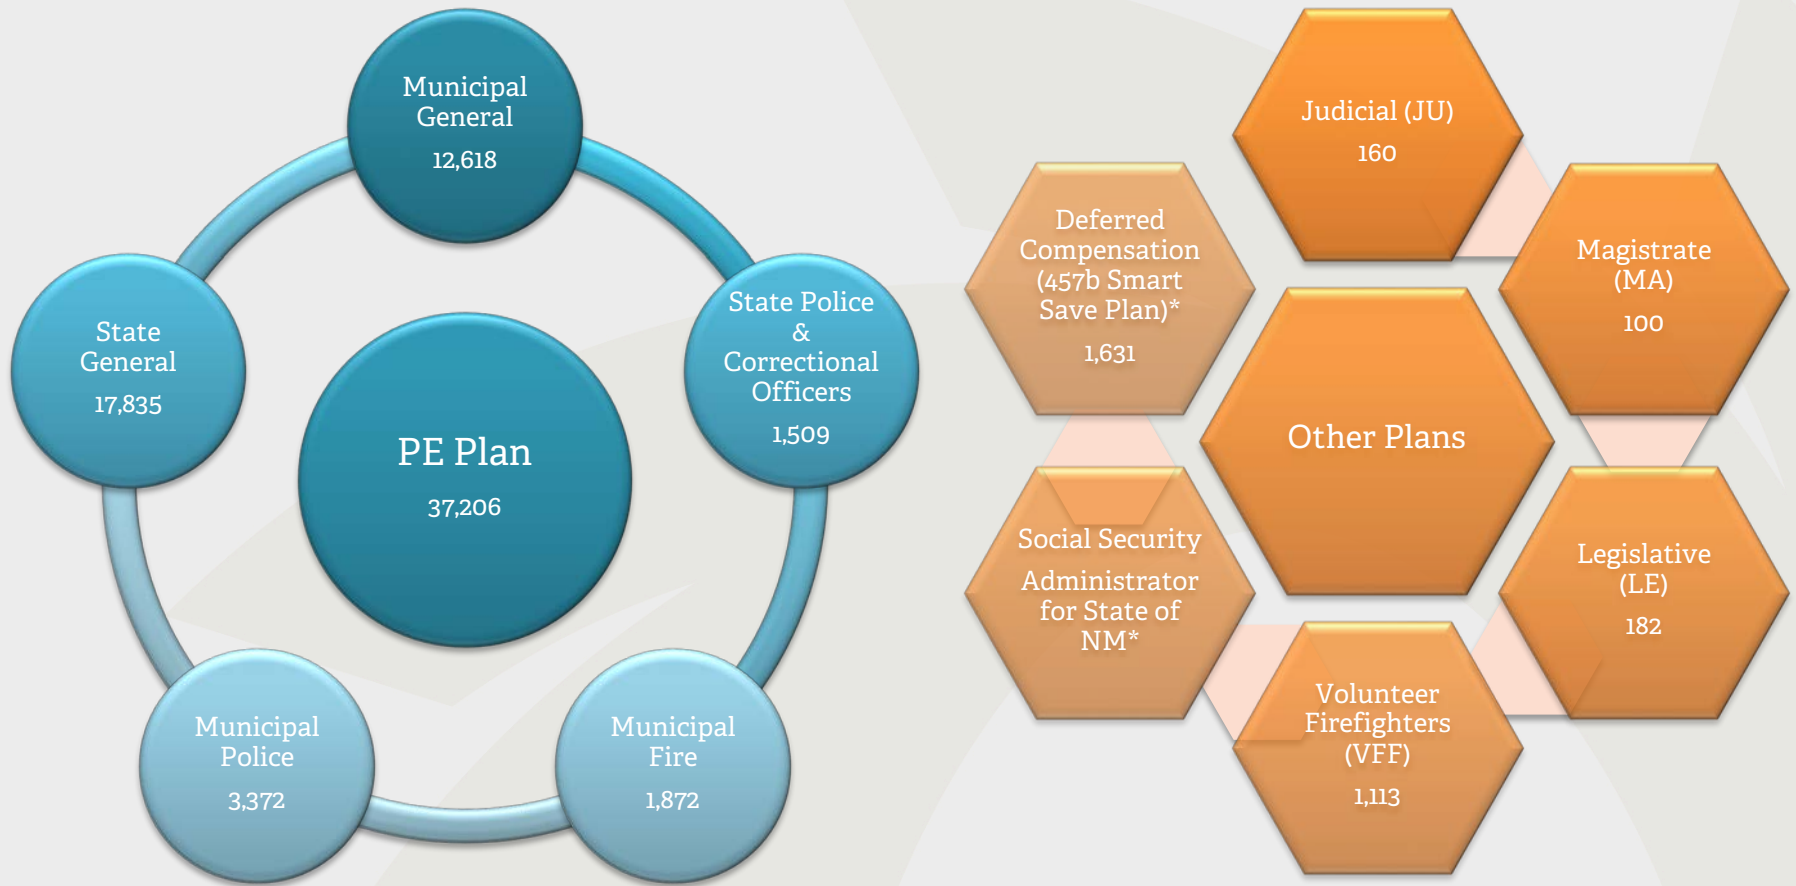 Municipal
General
12,618
State Police
&
Correctional
Officers
1,509
Municipal
Fire
1,872
Municipal
Police
3,372
State
General
17,835
PE Plan
37,206
Judicial (JU)
160
Magistrate
(MA)
100
Legislative
(LE)
182
Volunteer
Firefighters
(VFF)
1,113
Social Security
Administrator
for State of
NM*
Deferred
Compensation
(457b Smart
Save Plan)*
1,631
Other Plans